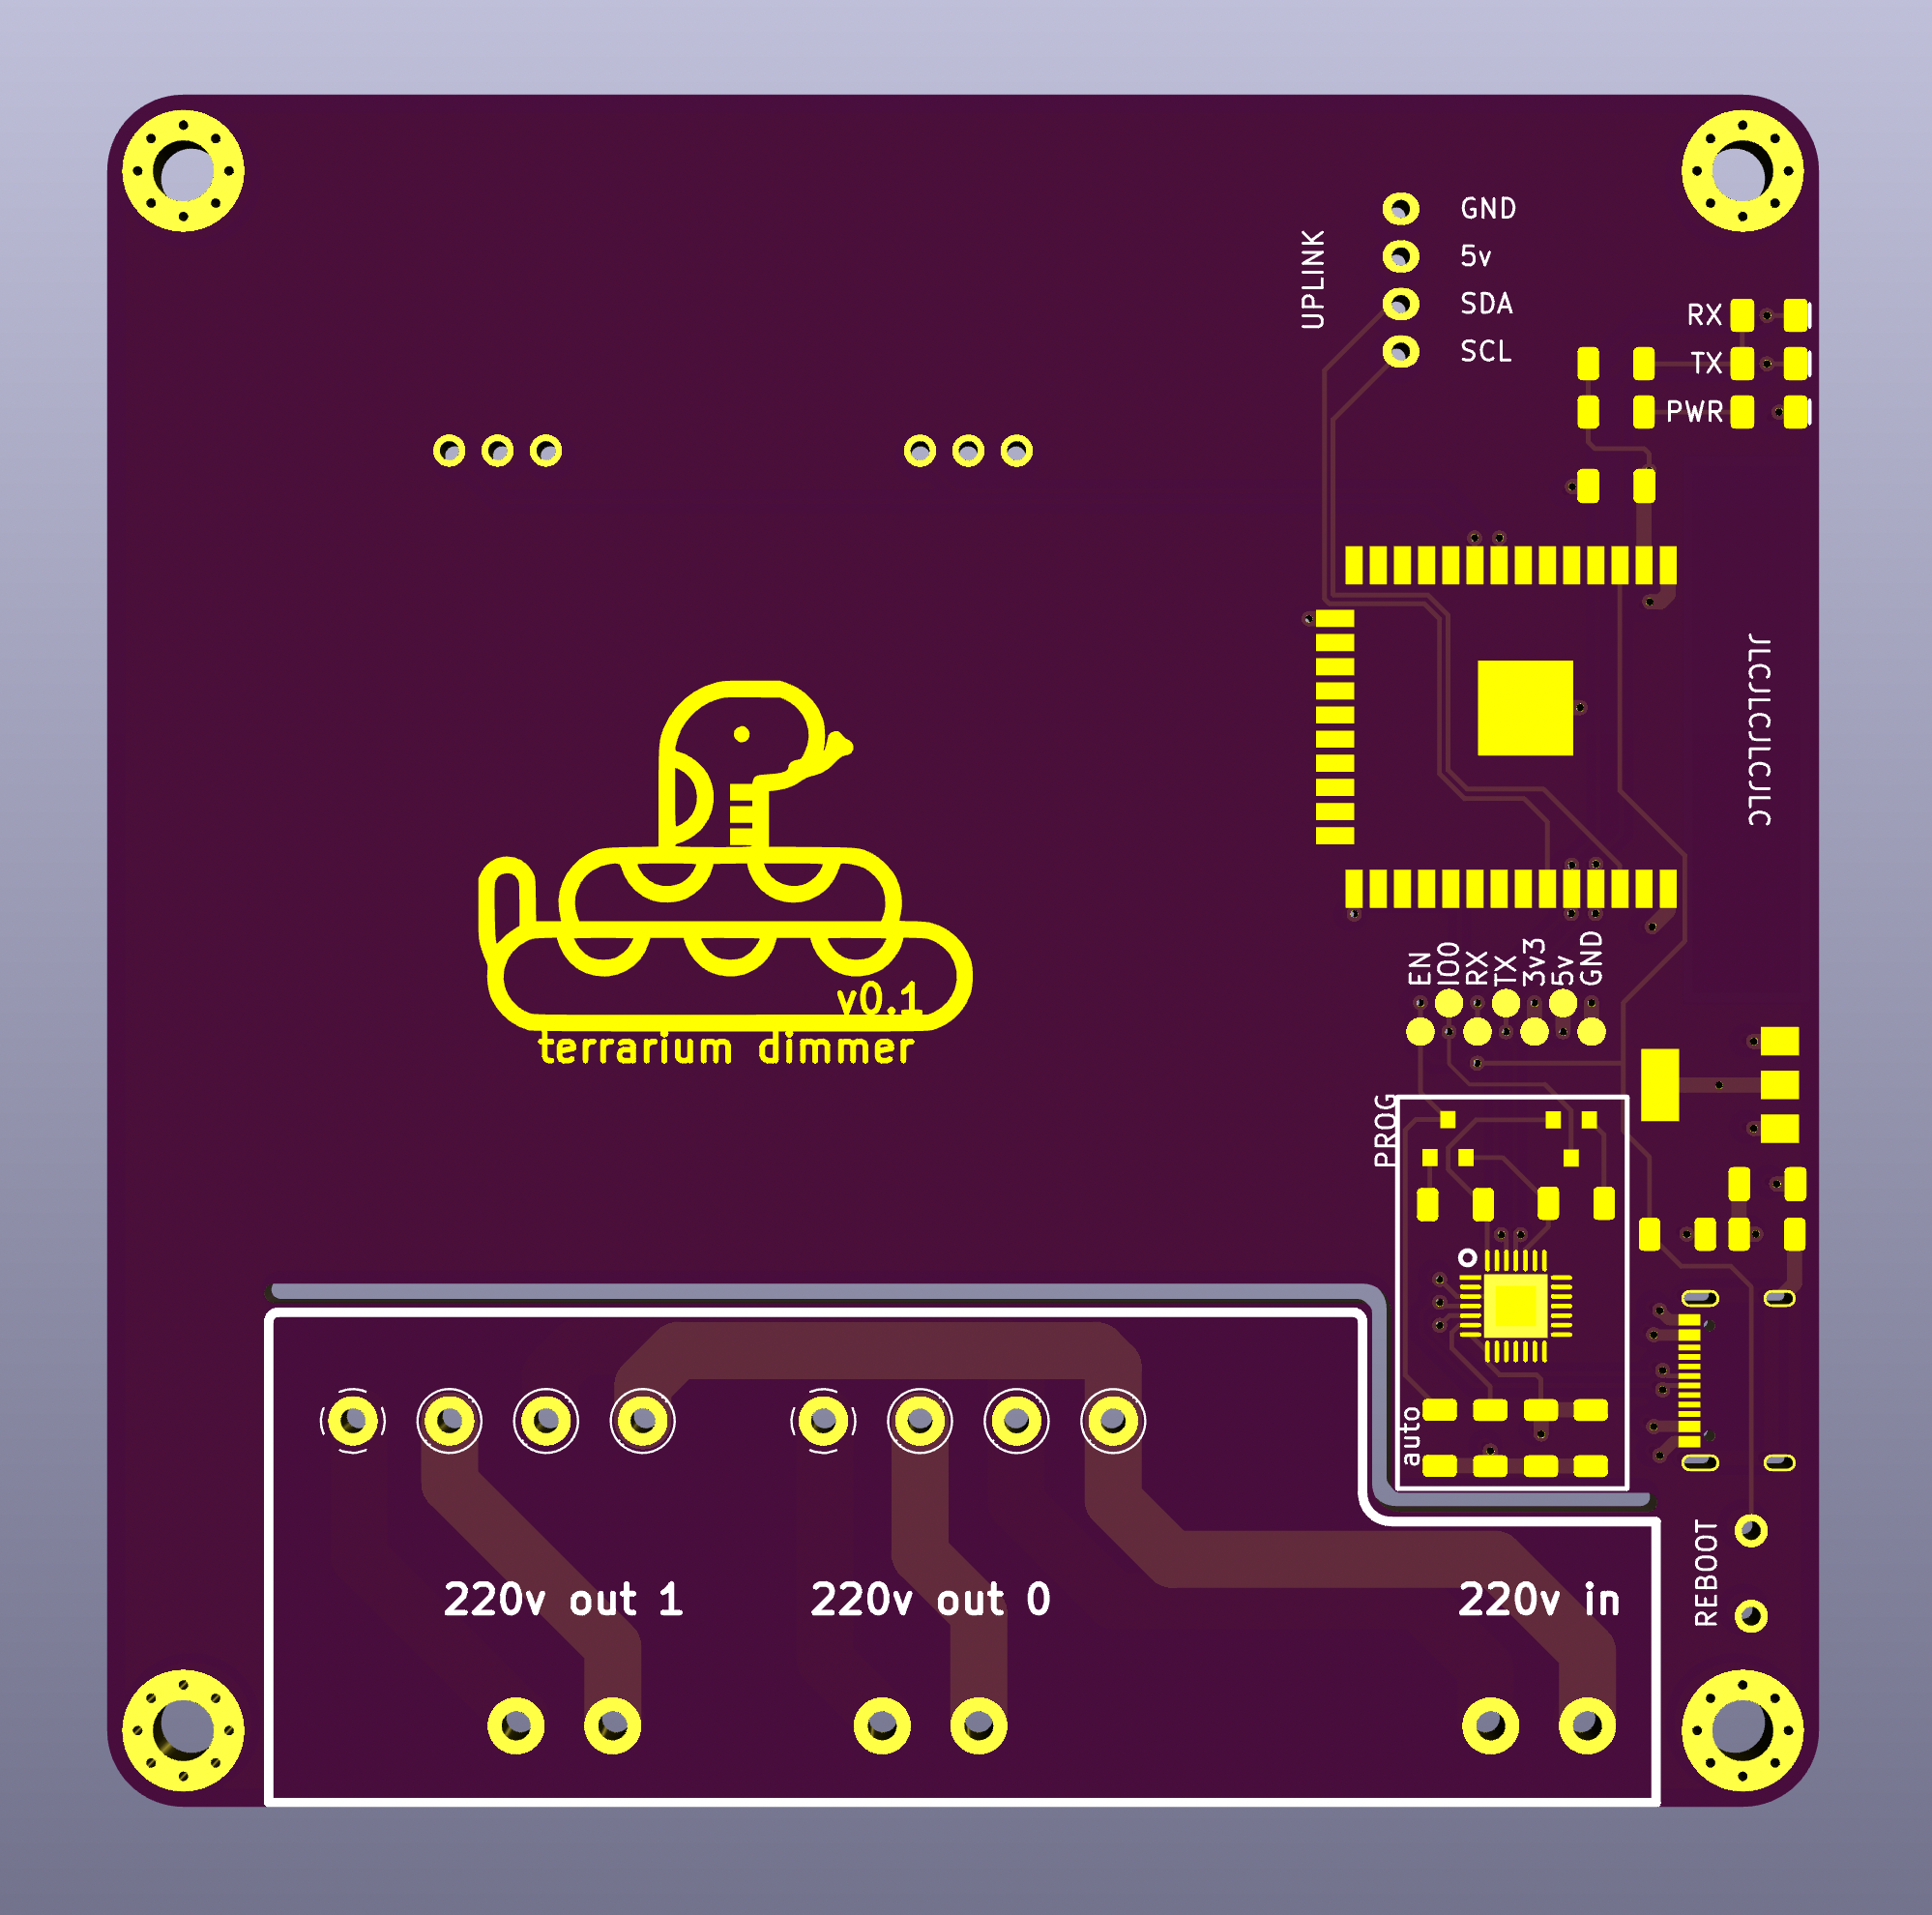 UPLINK
GND
5v
SDA
SCL
RX
TX
PWR
JLCJLCJLCJLC
v0.1
terrarium dimmer
EN
IO0
RX
TX
3v3
5v
GND
PROG
auto
220v out 1
220v out 0
220v in
REBOOT